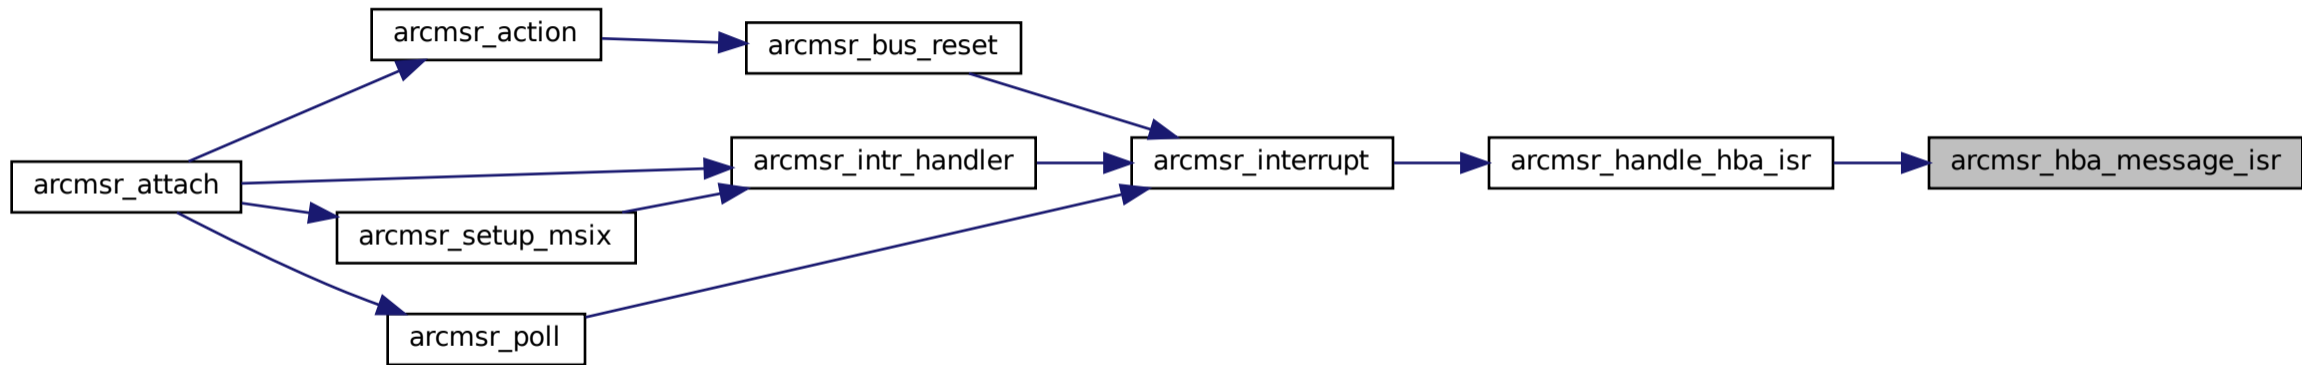 arcmsr_action
arcmsr_bus_reset
arcmsr_attach
arcmsr_intr_handler
arcmsr_interrupt
arcmsr_handle_hba_isr
arcmsr_hba_message_isr
arcmsr_setup_msix
arcmsr_poll